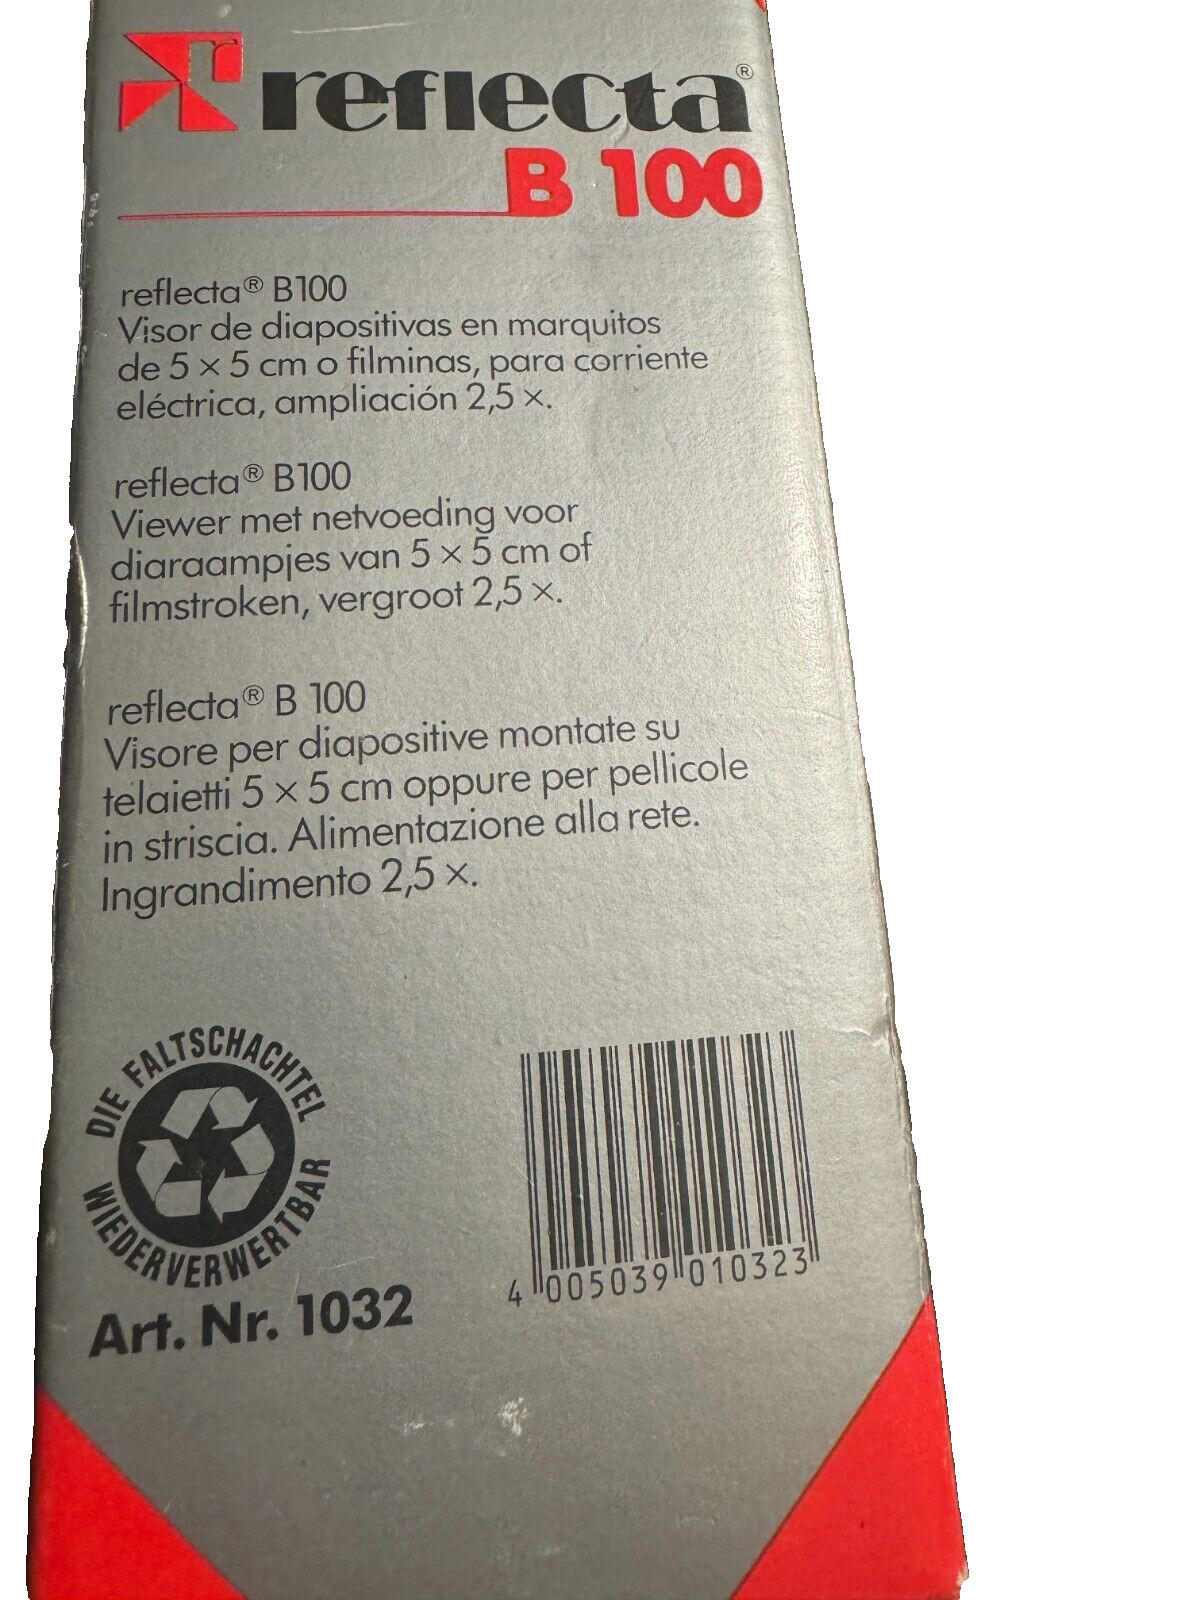 reflecta®
B 100
reflecta® B100
Visor de diapositivas en marquitos
de 5 × 5 cm o filminas, para corriente
eléctrica, ampliación 2,5 ×.
reflecta® B100
Viewer met netvoeding voor
diaraampjes van 5 × 5 cm of
filmstroken, vergroot 2,5 ×.
reflecta® B 100
Visore per diapositive montate su
telaietti 5 × 5 cm oppure per pellicole
in striscia. Alimentazione alla rete.
Ingrandimento 2,5 ×.
DIE FALTSCHACHTEL
WIEDERVERWERTBAR
Art. Nr. 1032
4 005039 010323